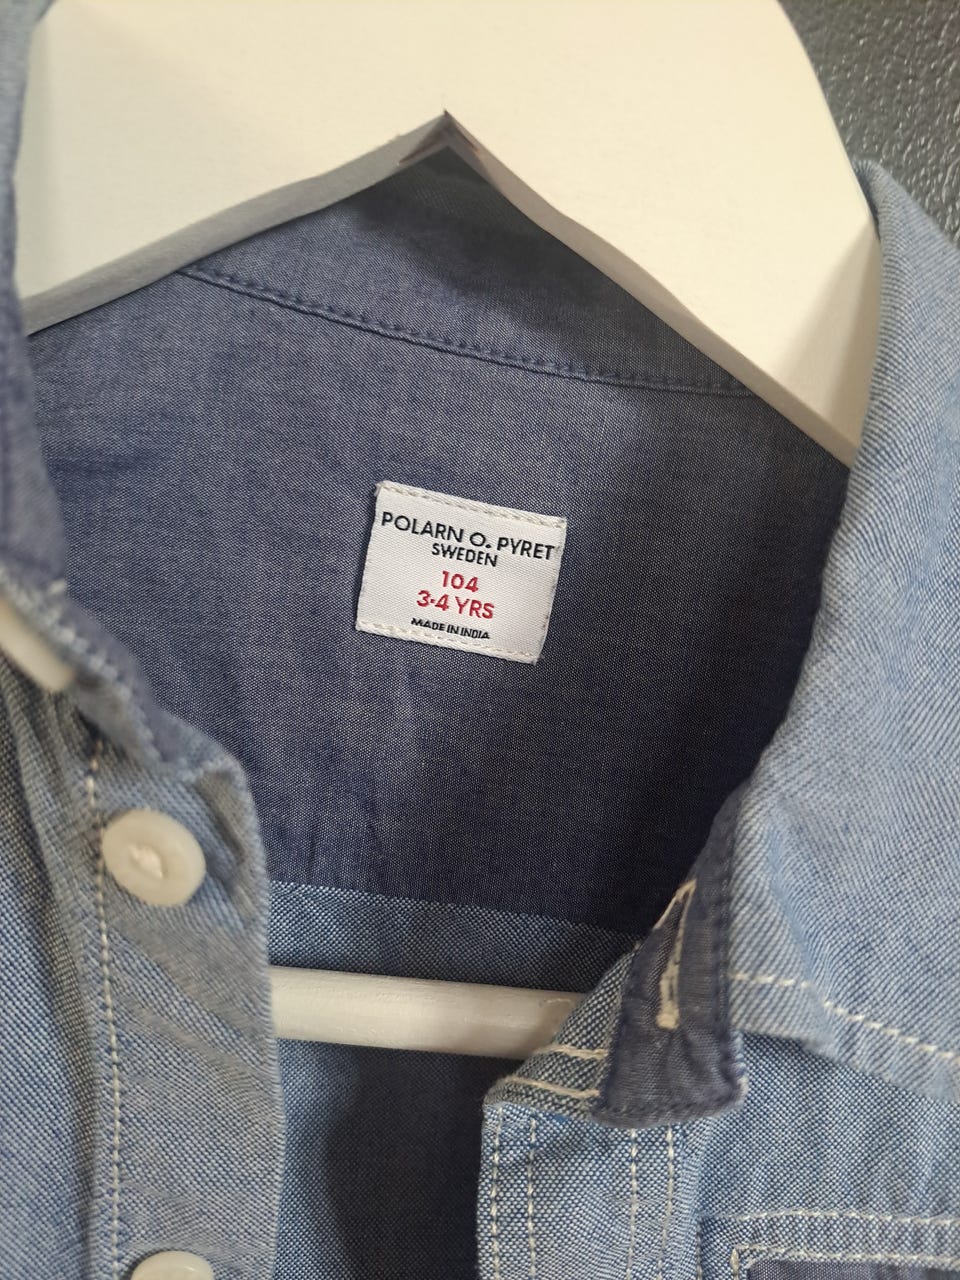 POLARN O. PYRET
SWEDEN
104
3-4 YRS
MADE IN INDIA